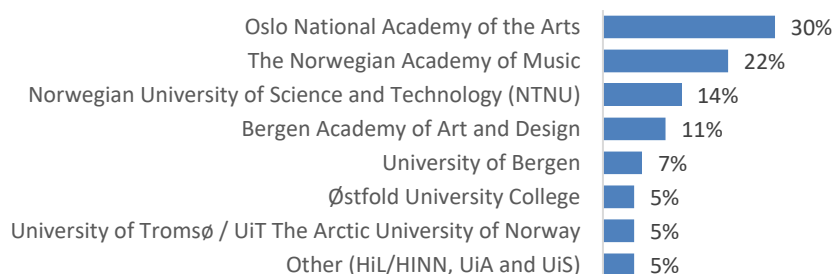 Oslo National Academy of the Arts 30%
The Norwegian Academy of Music 22%
Norwegian University of Science and Technology (NTNU) 14%
Bergen Academy of Art and Design 11%
University of Bergen 7%
Østfold University College 5%
University of Tromsø / UiT The Arctic University of Norway 5%
Other (HiL/HINN, UiA and UiS) 5%